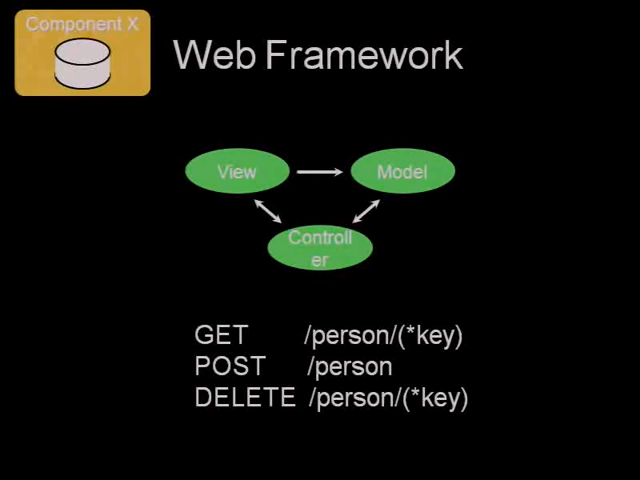 Component X
Web Framework
View
Model
Controll
er
GET /person/(*key)
POST /person
DELETE /person/(*key)